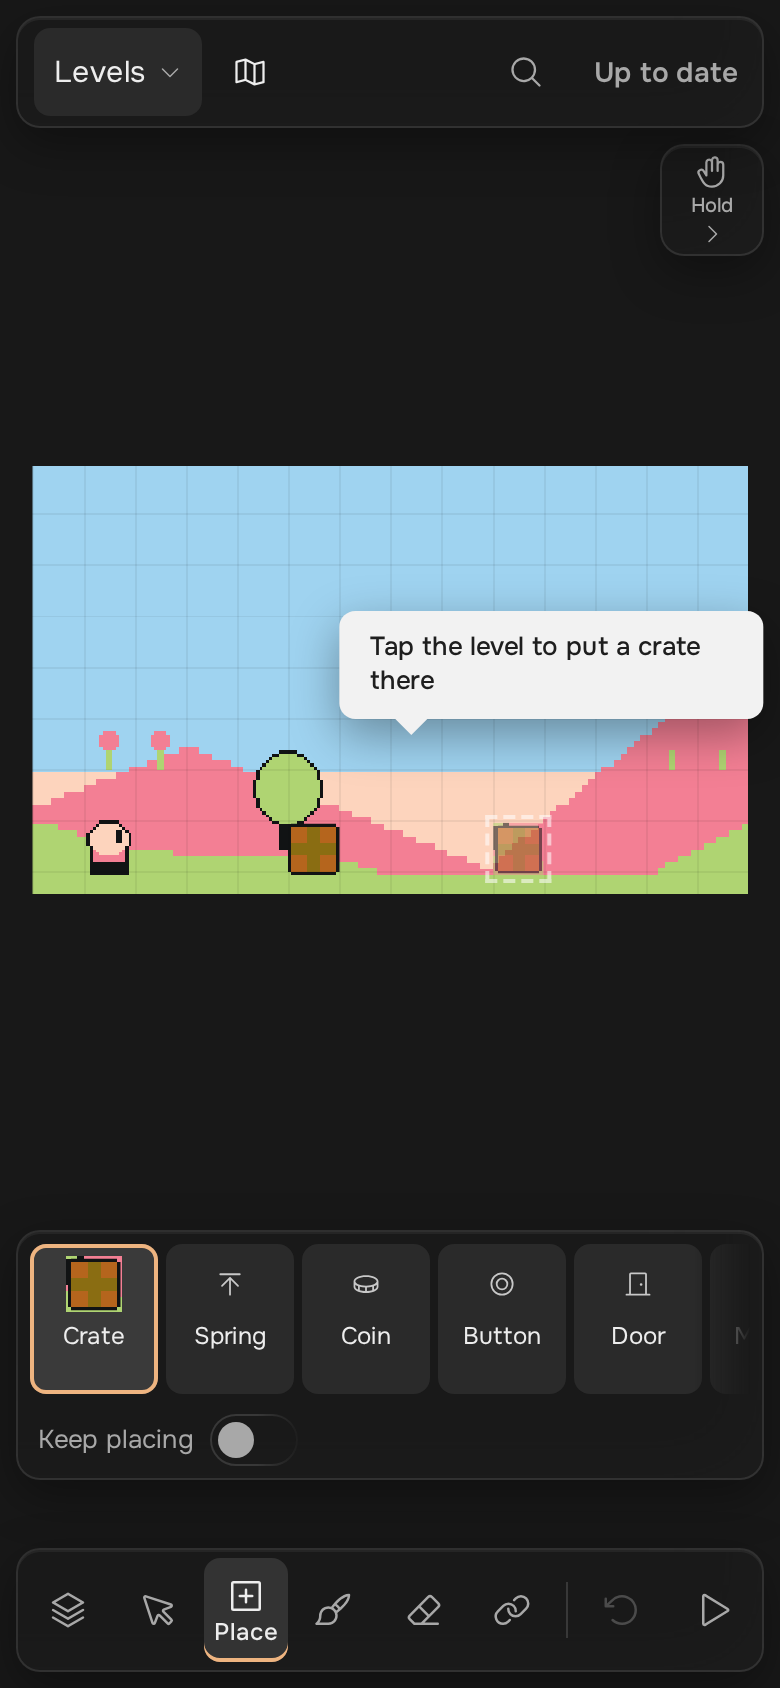 Levels
Up to date
Hold
Tap the level to put a crate
there
Crate
Spring
Coin
Button
Door
Keep placing
Place